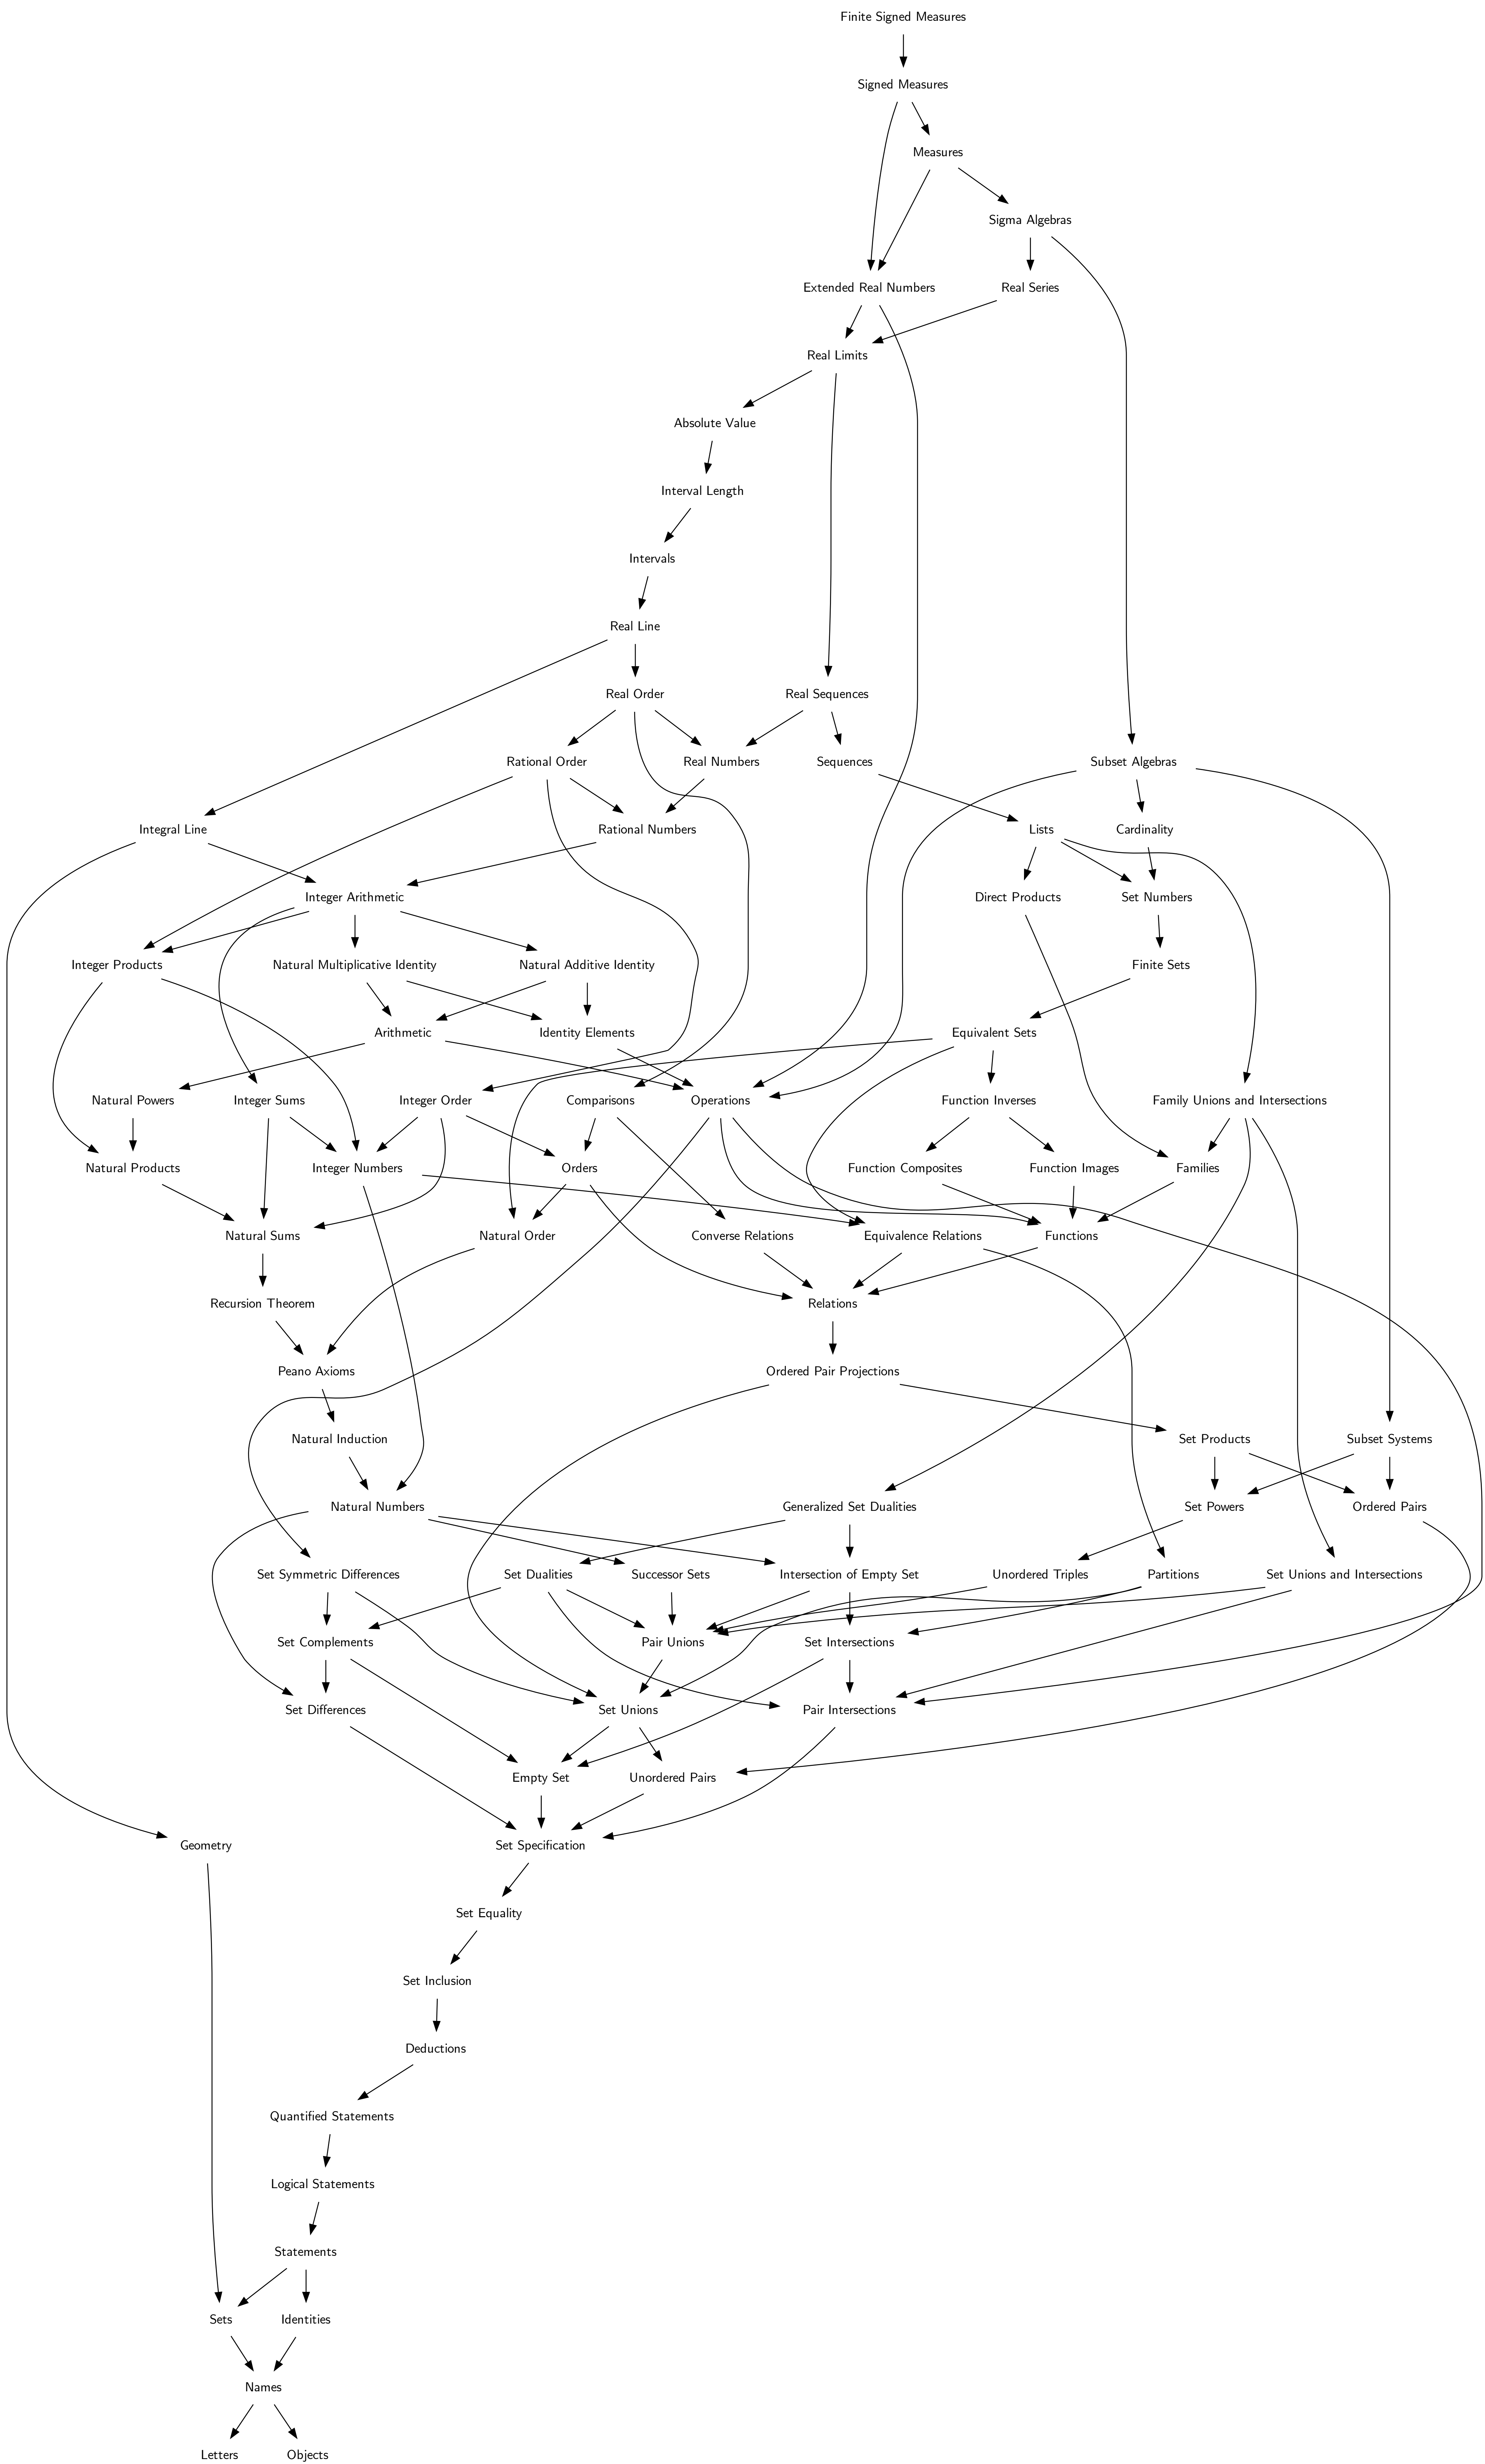 Finite Signed Measures
Signed Measures
Measures
Sigma Algebras
Extended Real Numbers
Real Series
Real Limits
Absolute Value
Interval Length
Intervals
Real Line
Real Order
Real Sequences
Rational Order
Real Numbers
Sequences
Subset Algebras
Integral Line
Rational Numbers
Lists
Cardinality
Integer Arithmetic
Direct Products
Set Numbers
Integer Products
Natural Multiplicative Identity
Natural Additive Identity
Finite Sets
Arithmetic
Identity Elements
Equivalent Sets
Natural Powers
Integer Sums
Integer Order
Comparisons
Operations
Function Inverses
Family Unions and Intersections
Natural Products
Integer Numbers
Orders
Function Composites
Function Images
Families
Natural Sums
Natural Order
Converse Relations
Equivalence Relations
Functions
Recursion Theorem
Relations
Peano Axioms
Ordered Pair Projections
Natural Induction
Set Products
Subset Systems
Natural Numbers
Generalized Set Dualities
Set Powers
Ordered Pairs
Set Symmetric Differences
Set Dualities
Successor Sets
Intersection of Empty Set
Unordered Triples
Partitions
Set Unions and Intersections
Set Complements
Pair Unions
Set Intersections
Set Differences
Set Unions
Pair Intersections
Empty Set
Unordered Pairs
Geometry
Set Specification
Set Equality
Set Inclusion
Deductions
Quantified Statements
Logical Statements
Statements
Sets
Identities
Names
Letters
Objects